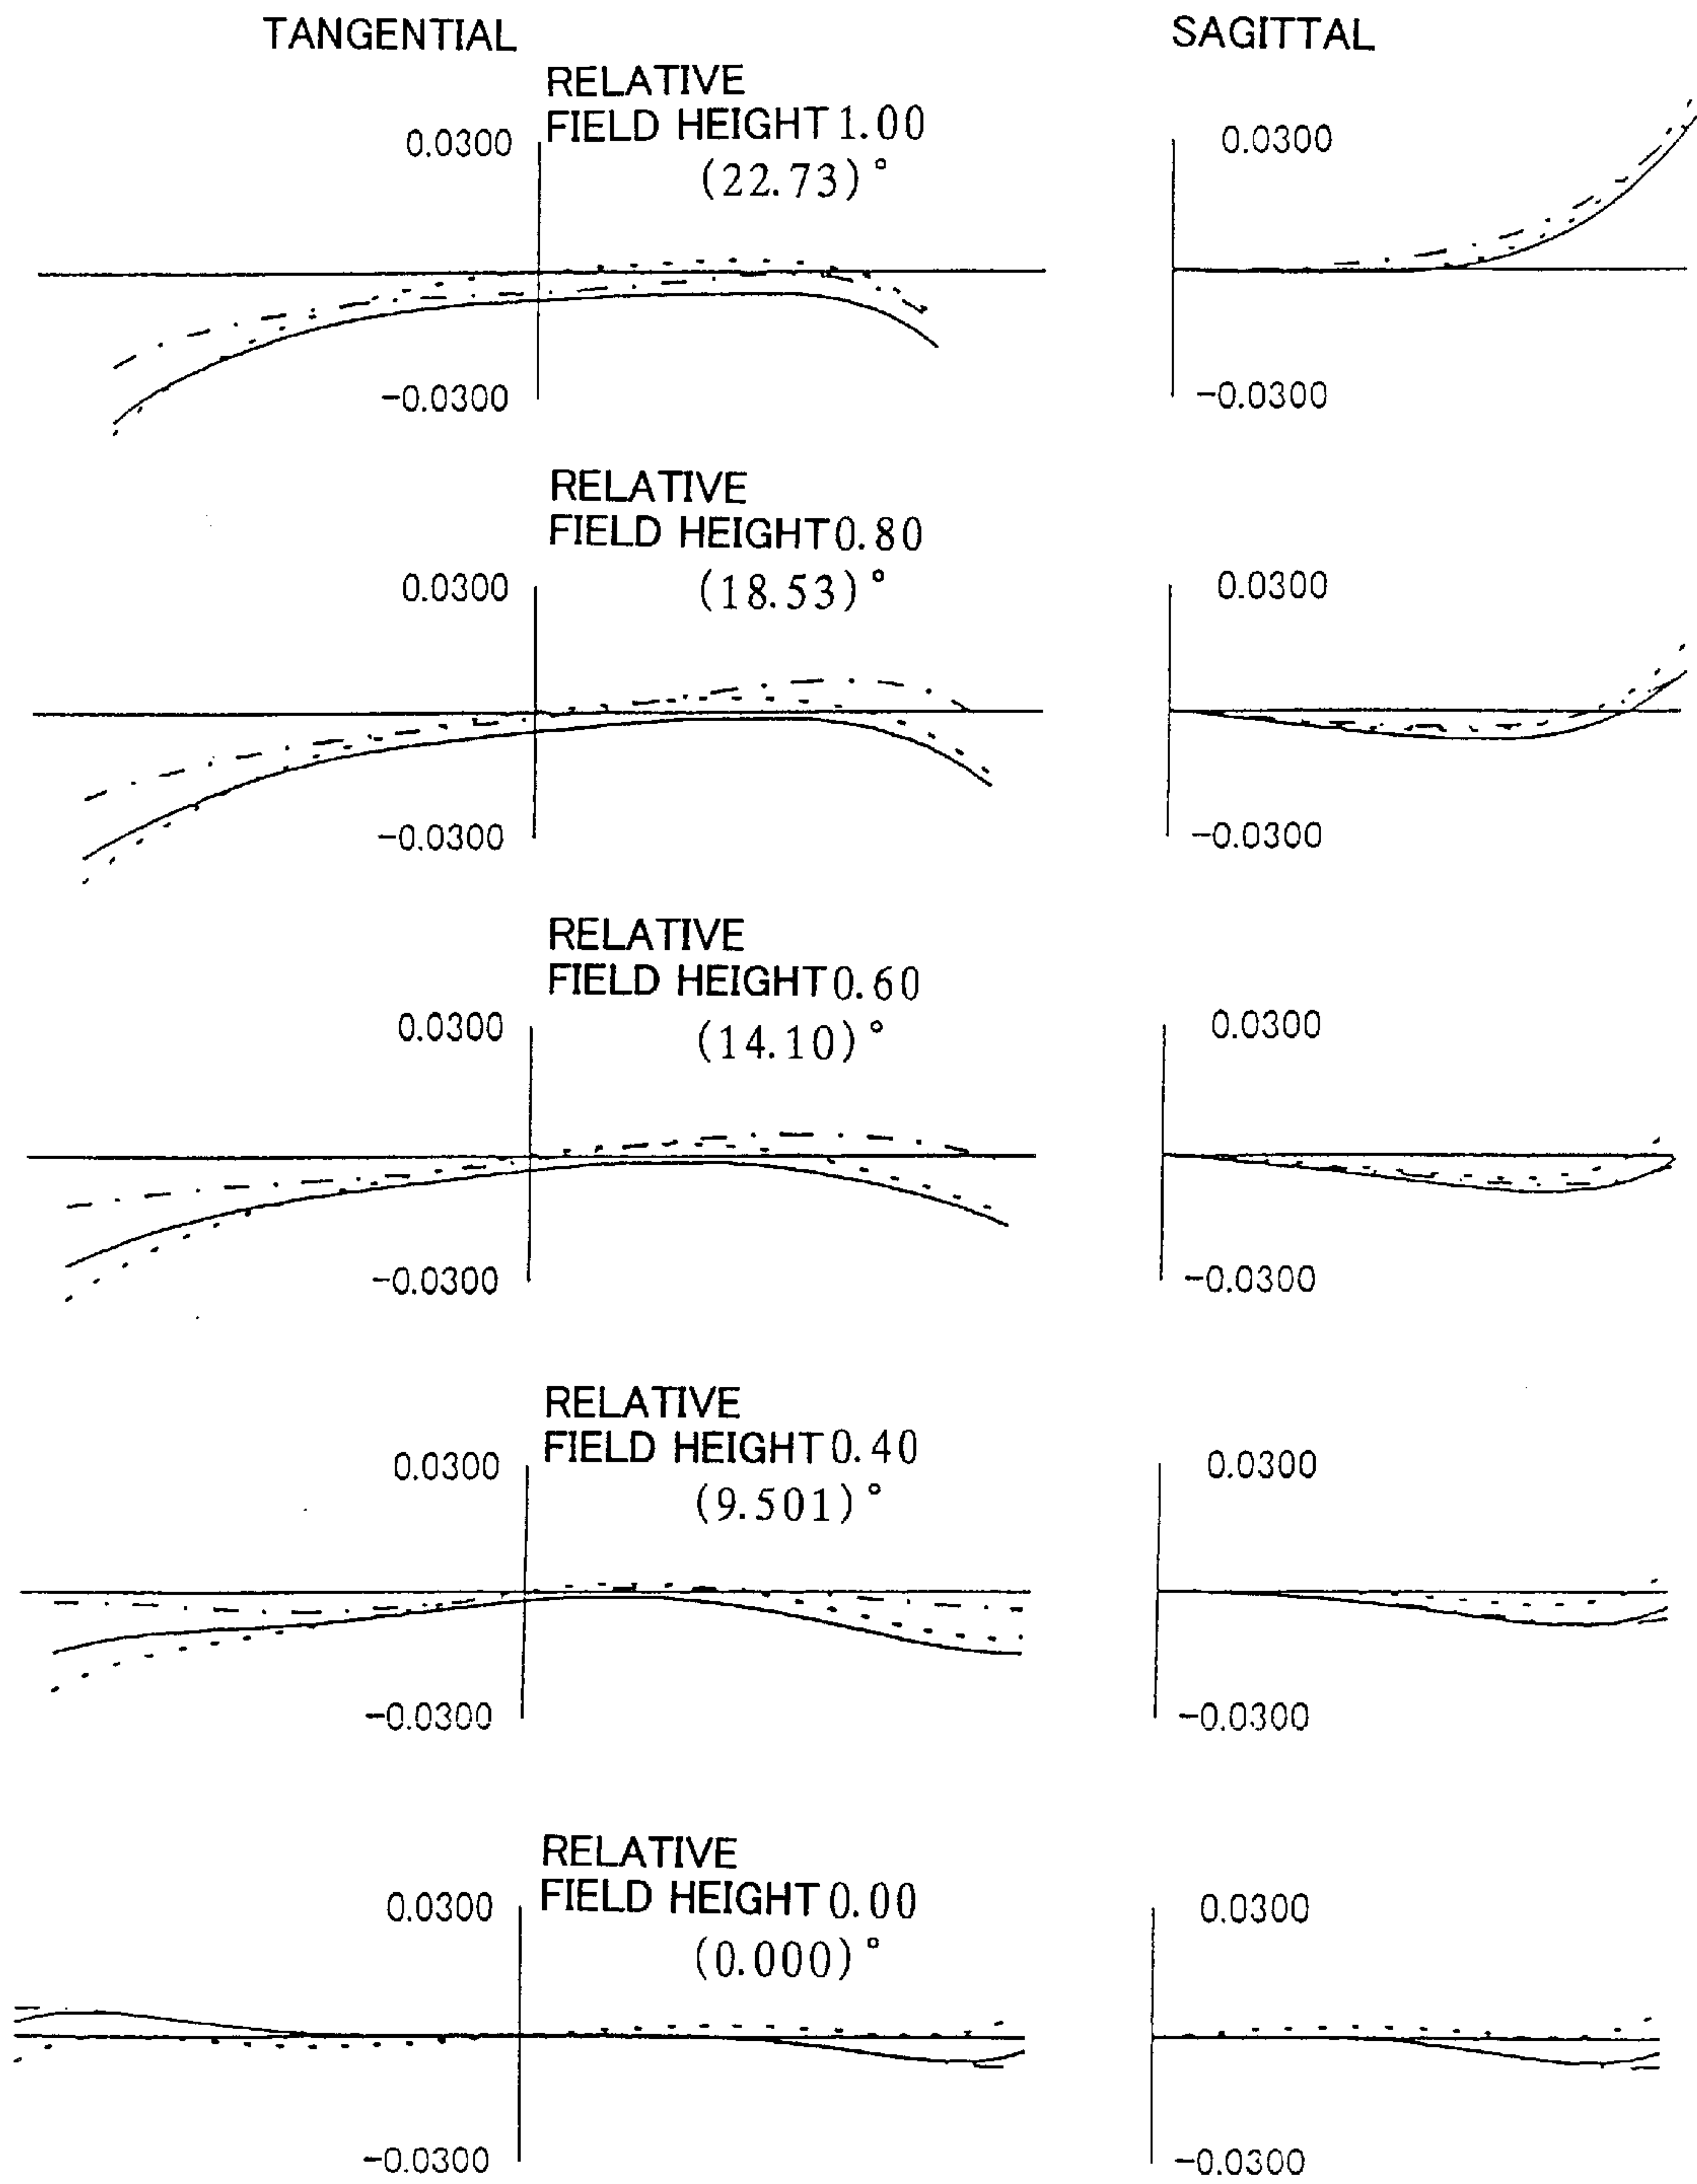 TANGENTIAL
SAGITTAL
RELATIVE
FIELD HEIGHT 1.00
(22.73)°
0.0300
0.0300
-0.0300
-0.0300
RELATIVE
FIELD HEIGHT 0.80
(18.53)°
0.0300
0.0300
-0.0300
-0.0300
RELATIVE
FIELD HEIGHT 0.60
(14.10)°
0.0300
0.0300
-0.0300
-0.0300
RELATIVE
FIELD HEIGHT 0.40
(9.501)°
0.0300
0.0300
-0.0300
-0.0300
RELATIVE
FIELD HEIGHT 0.00
(0.000)°
0.0300
0.0300
-0.0300
-0.0300